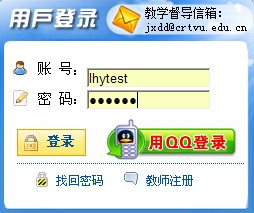 用戶登录
教学督导信箱:
jxdd@crtvu.edu.cn
账 号: lhytest
密 码: ●●●●●●
登录
用QQ登录
找回密码 教师注册